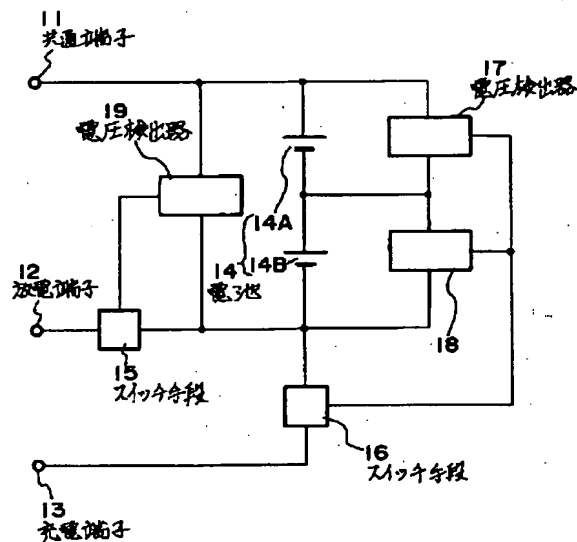 11
共通端子
17
電圧検出器
19
電圧検出器
14A
14
14B
電池
12
放電端子
18
15
スイッチ手段
16
スイッチ手段
13
充電端子